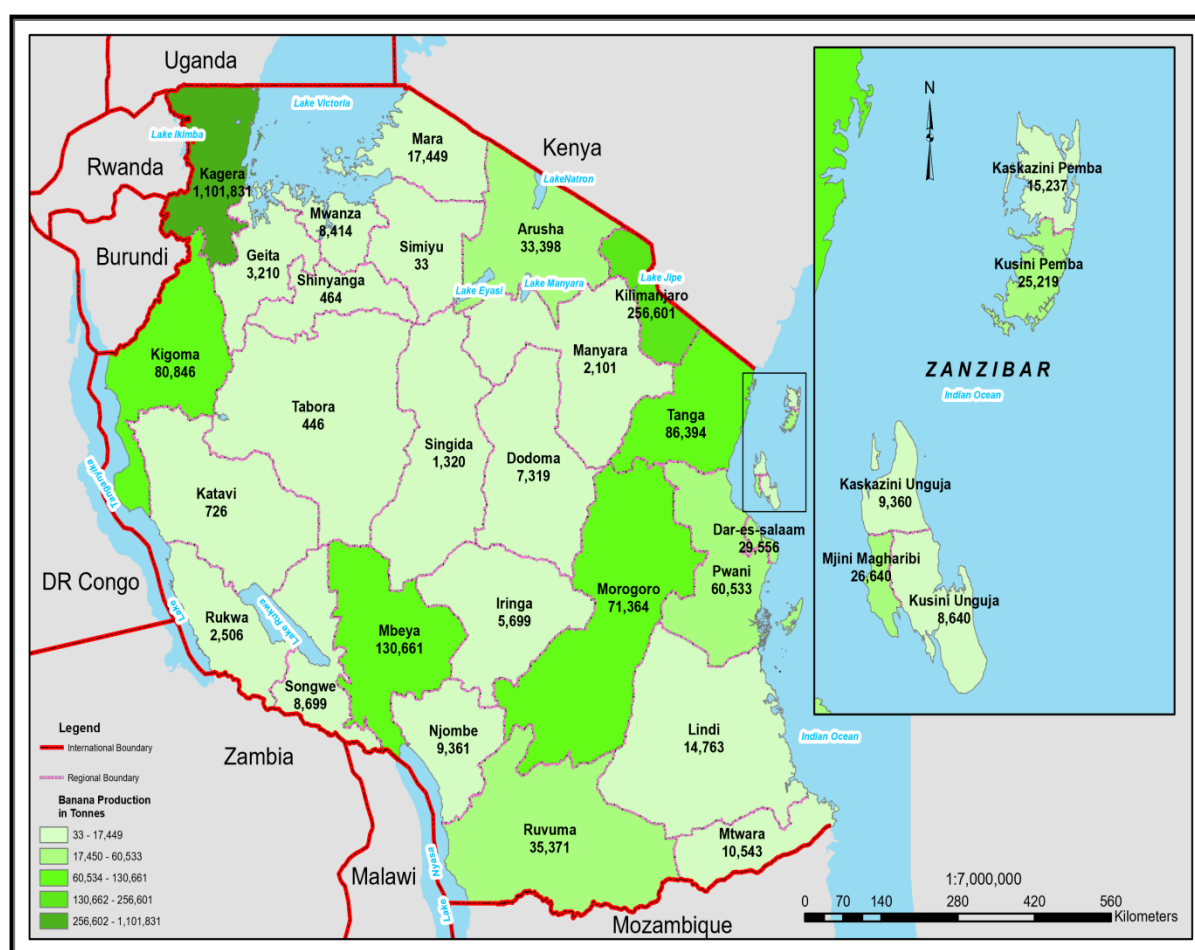 Uganda
Lake Victoria
Lake Ikimba
Mara
17,449
Kenya
Rwanda
Kagera
1,101,831
LakeNatron
Mwanza
8,414
Arusha
33,398
Burundi
Geita
3,210
Simiyu
33
Shinyanga
464
Lake Eyasi
Lake Manyara
Lake Jipe
Kilimanjaro
256,601
Kigoma
80,846
Manyara
2,101
Tabora
446
Tanga
86,394
Singida
1,320
Dodoma
7,319
Katavi
726
Lake Tanganyika
Dar-es-salaam
29,556
Pwani
60,533
DR Congo
Morogoro
71,364
Iringa
5,699
Rukwa
2,506
Lake Rukwa
Mbeya
130,661
Songwe
8,699
Njombe
9,361
Lindi
14,763
Indian Ocean
Zambia
Ruvuma
35,371
Mtwara
10,543
Malawi
Lake Nyasa
Mozambique
N
Kaskazini Pemba
15,237
Kusini Pemba
25,219
ZANZIBAR
Indian Ocean
Kaskazini Unguja
9,360
Mjini Magharibi
26,640
Kusini Unguja
8,640
Legend
International Boundary
Regional Boundary
Banana Production
in Tonnes
33 - 17,449
17,450 - 60,533
60,534 - 130,661
130,662 - 256,601
256,602 - 1,101,831
1:7,000,000
0 70 140 280 420 560
Kilometers